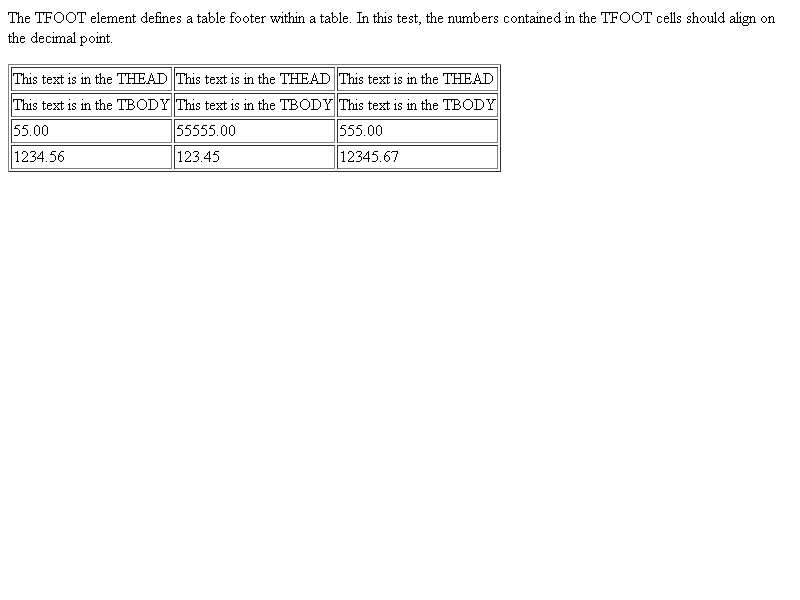 The TFOOT element defines a table footer within a table. In this test, the numbers contained in the TFOOT cells should align on
the decimal point.
This text is in the THEAD This text is in the THEAD This text is in the THEAD
This text is in the TBODY This text is in the TBODY This text is in the TBODY
55.00 55555.00 555.00
1234.56 123.45 12345.67